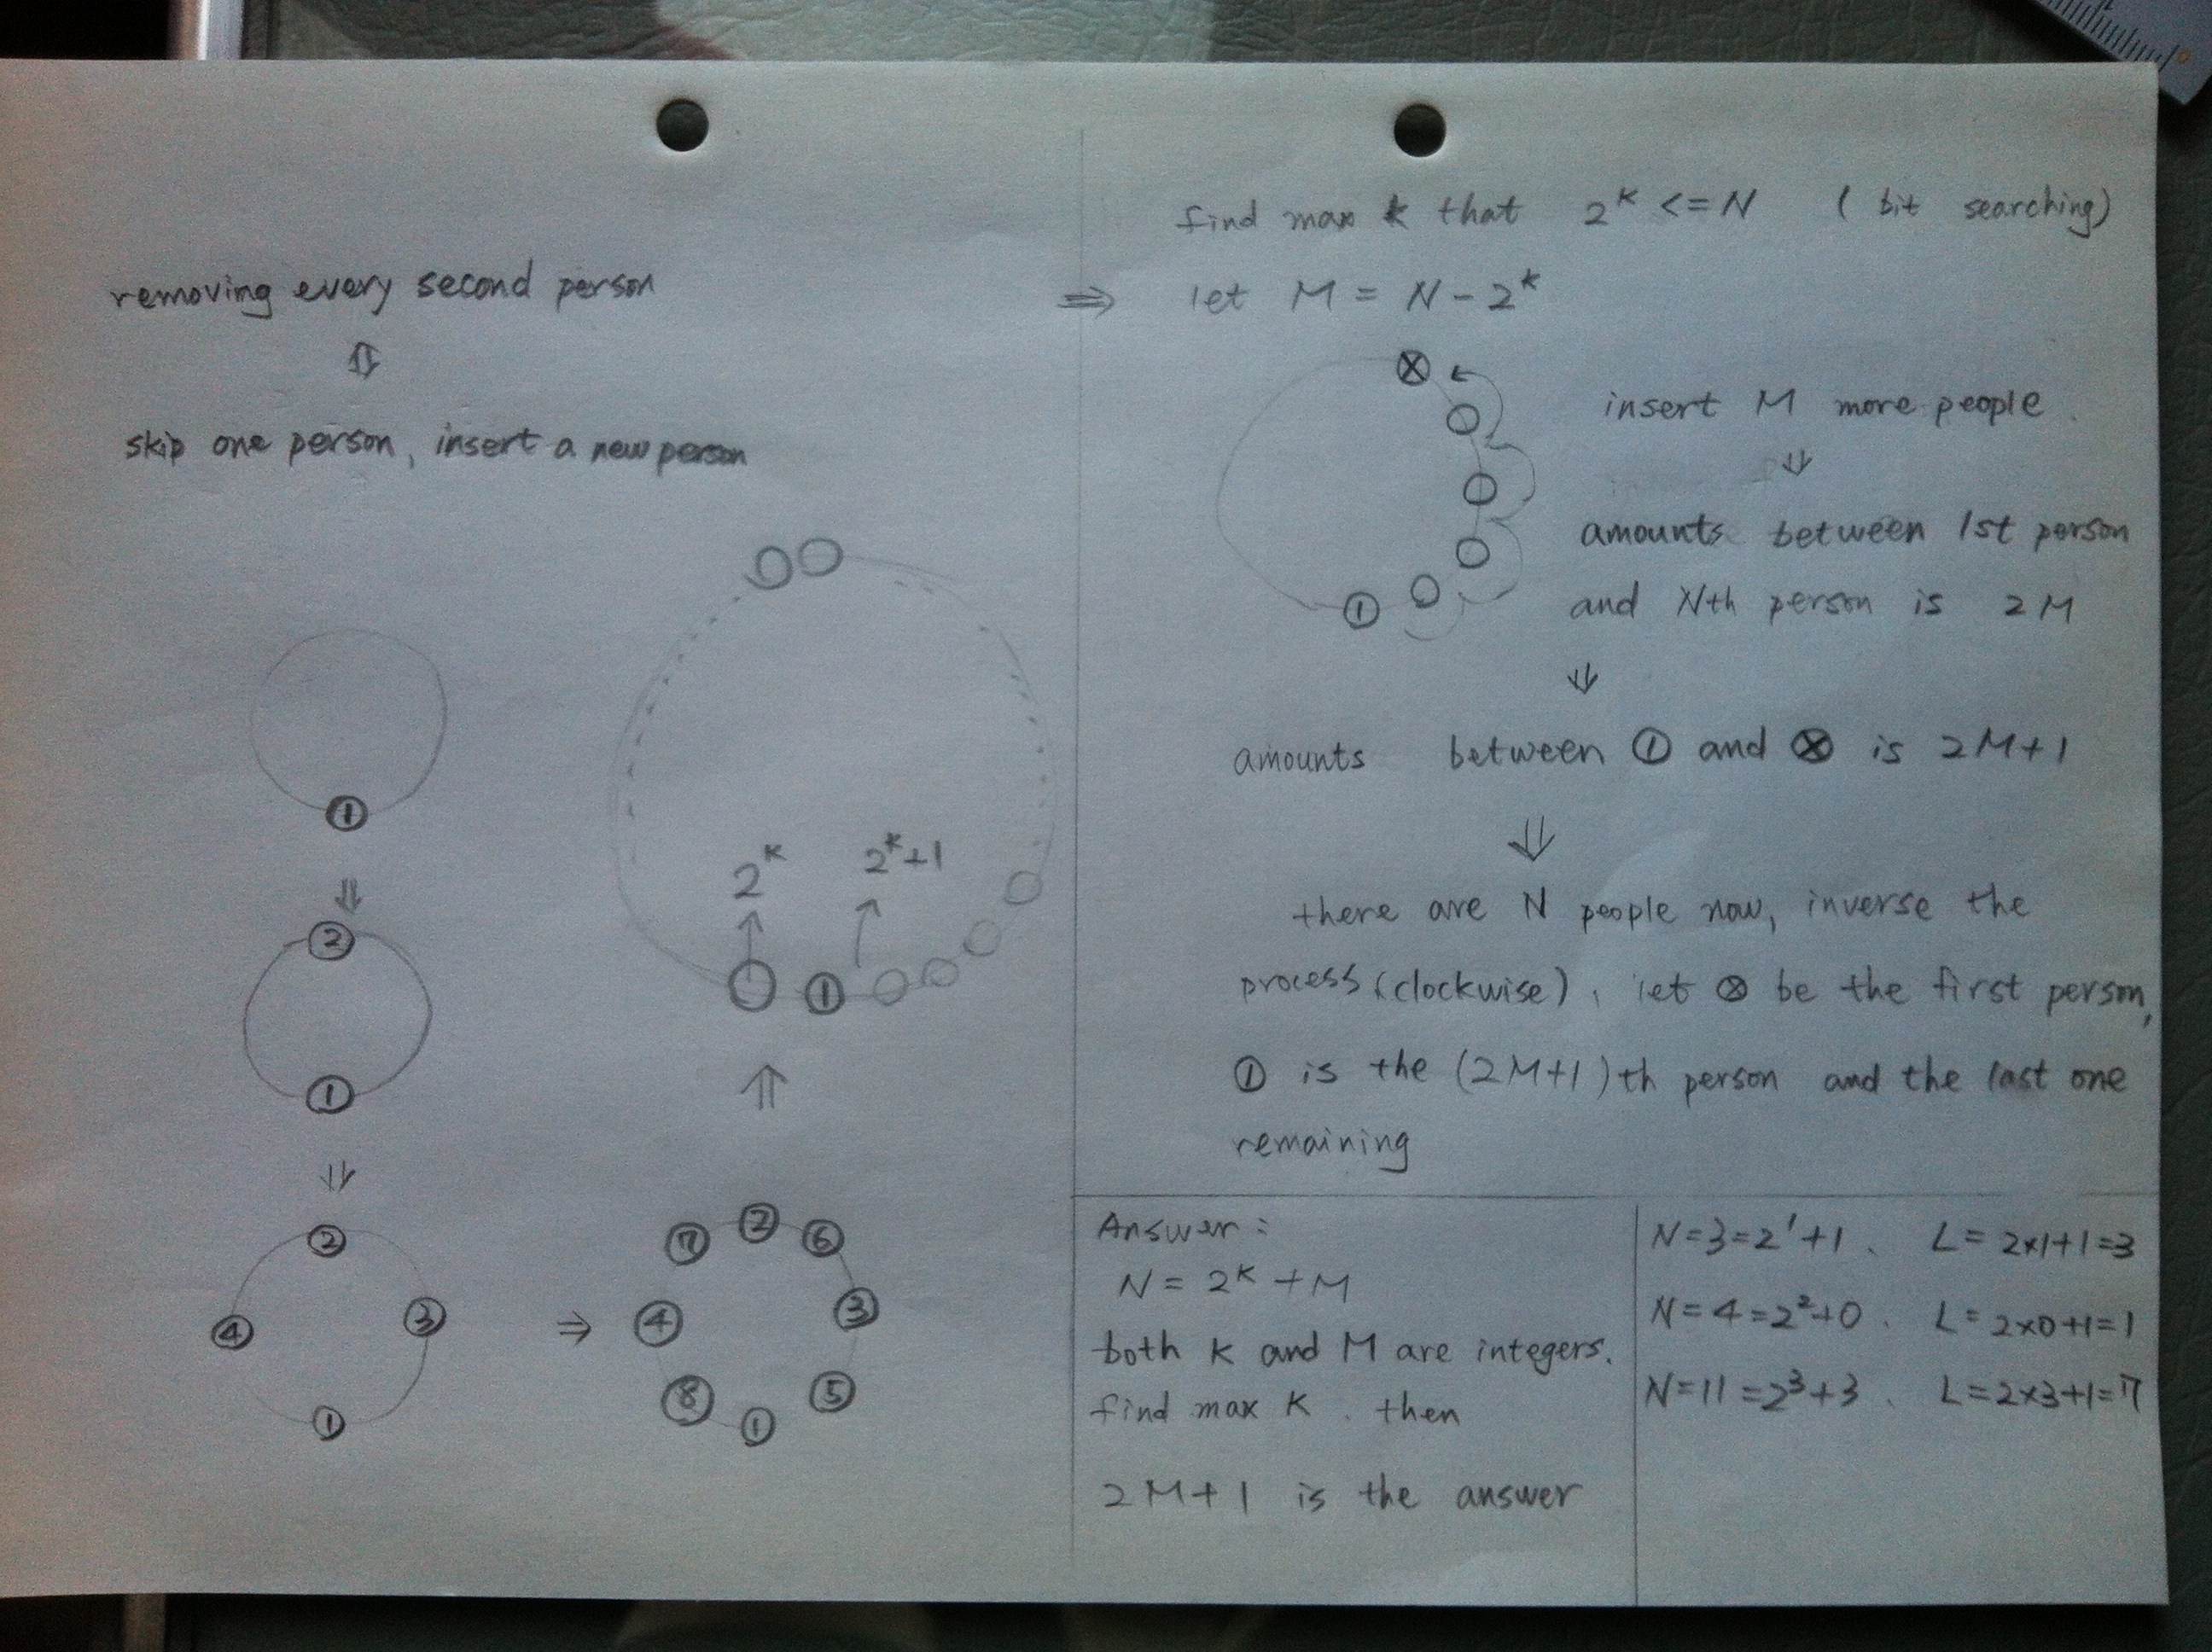 removing every second person
⇕
skip one person, insert a new person
①
⇓
②
①
⇓
②
④ ③
①
⇒
⑦ ② ⑥
④ ③
⑧ ① ⑤
⇑
2^k 2^k+1
①
find max k that 2^k <= N ( bit searching)
⇒ let M = N - 2^k
⊗
①
insert M more people
⇓
amounts between 1st person
and Nth person is 2M
⇓
amounts between ① and ⊗ is 2M+1
⇓
there are N people now, inverse the
process (clockwise), let ⊗ be the first person,
① is the (2M+1)th person and the last one
remaining
Answer:
N = 2^k + M
both k and M are integers.
find max k. then
2M+1 is the answer
N=3=2^1+1. L= 2×1+1=3
N=4=2^2+0. L= 2×0+1=1
N=11=2^3+3. L=2×3+1=7